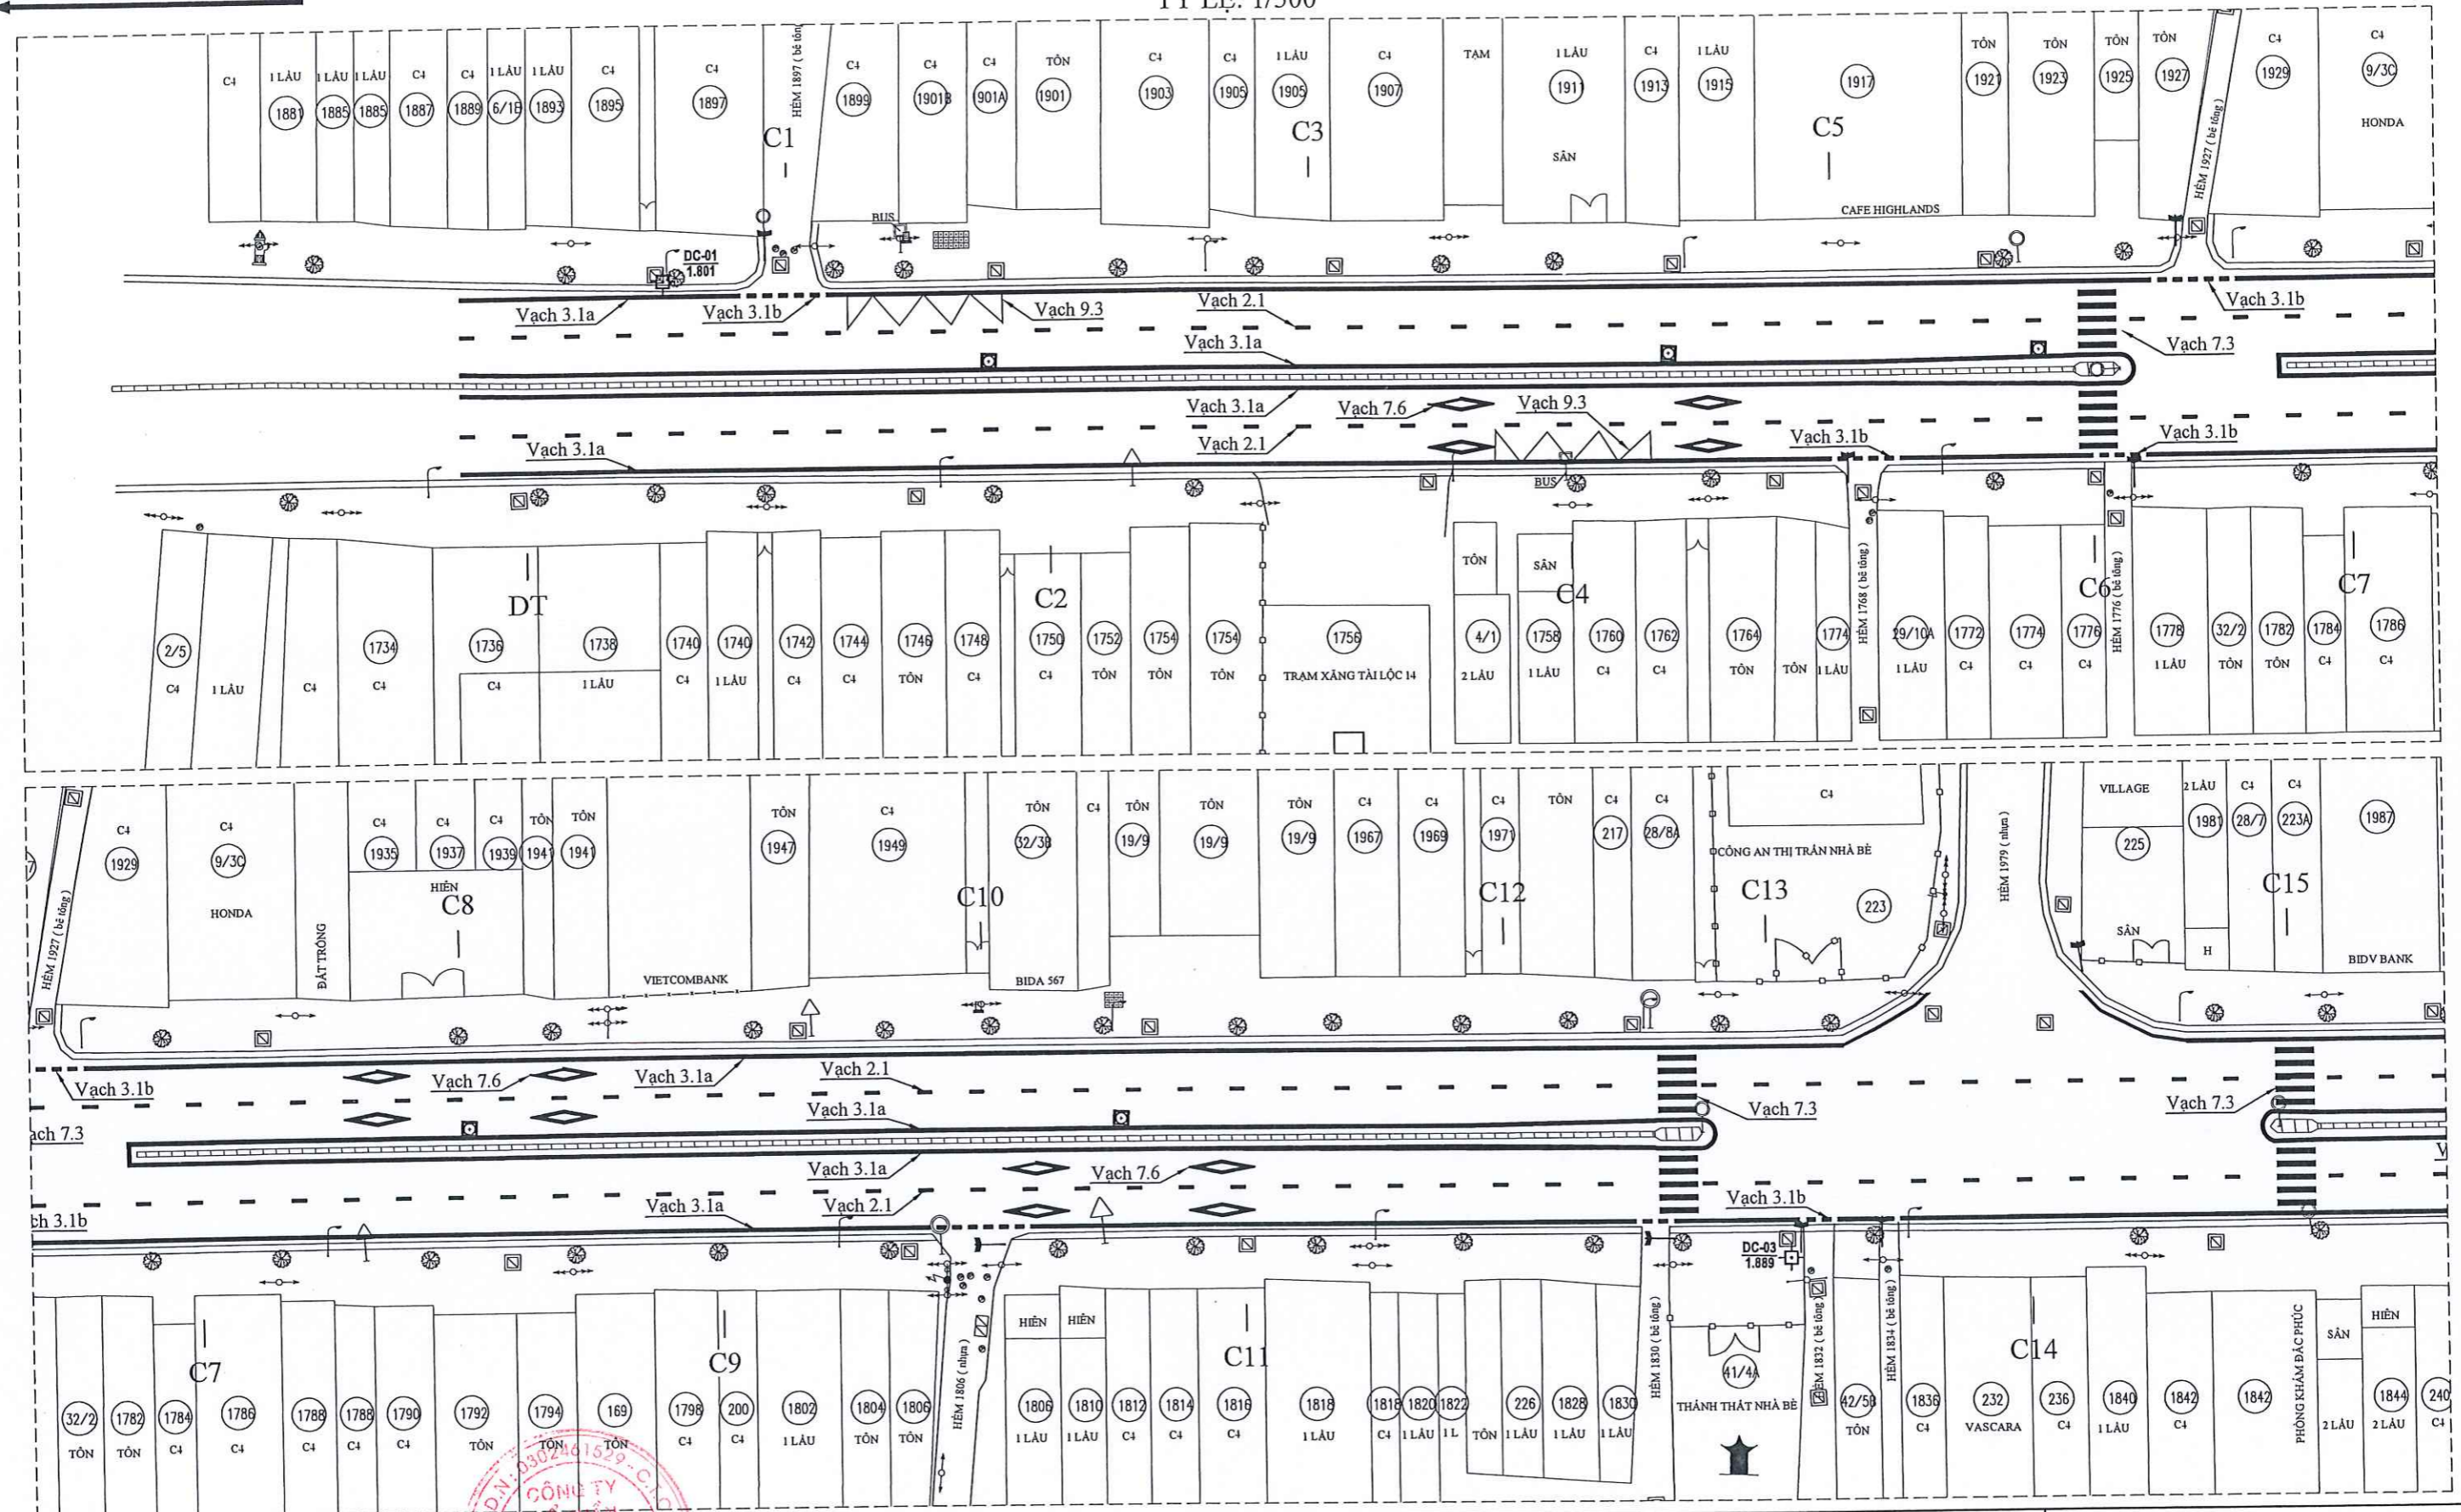 TỶ LỆ: 1/500
C4
1 LẦU
1881
1 LẦU
1885
1 LẦU
1885
C4
1887
C4
1889
1 LẦU
6/1B
1 LẦU
1893
C4
1895
C4
1897
HẺM 1897 ( bê tông
C1
C4
1899
C4
1901B
C4
901A
TÔN
1901
C4
1903
C4
1905
1 LẦU
1905
C3
C4
1907
TẠM
1 LẦU
1911
SÂN
C4
1913
1 LẦU
1915
1917
C5
CAFE HIGHLANDS
TÔN
1921
TÔN
1923
TÔN
1925
TÔN
1927
HẺM 1927 ( bê tông )
C4
1929
C4
9/3C
HONDA
BUS
DC-01
1.801
Vạch 3.1a
Vạch 3.1b
Vạch 9.3
Vạch 2.1
Vạch 3.1b
Vạch 3.1a
Vạch 7.3
Vạch 3.1a
Vạch 7.6
Vạch 9.3
Vạch 3.1a
Vạch 2.1
Vạch 3.1b
Vạch 3.1b
BUS
2/5
C4
1 LẦU
C4
1734
C4
DT
1736
C4
1738
1 LẦU
1740
C4
1740
1 LẦU
1742
C4
1744
C4
1746
TÔN
1748
C4
C2
1750
C4
1752
TÔN
1754
TÔN
1754
TÔN
1756
TRẠM XĂNG TÀI LỘC 14
TÔN
4/1
2 LẦU
SÂN
1758
1 LẦU
C4
1760
C4
1762
C4
1764
TÔN
TÔN
1774
1 LẦU
HẺM 1768 ( bê tông )
29/10A
1 LẦU
1772
C4
1774
C4
C6
1776
C4
HẺM 1776 ( bê tông )
1778
1 LẦU
32/2
TÔN
1782
TÔN
1784
C4
C7
1786
C4
HẺM 1927 ( bê tông )
C4
1929
C4
9/3C
HONDA
ĐẤT TRỐNG
C4
1935
C4
1937
C4
1939
HIÊN
C8
TÔN
1941
TÔN
1941
VIETCOMBANK
TÔN
1947
C4
1949
C10
TÔN
32/3B
BIDA 567
C4
TÔN
19/9
TÔN
19/9
TÔN
19/9
C4
1967
C4
1969
C4
1971
C12
TÔN
C4
217
C4
28/8A
C4
CÔNG AN THỊ TRẤN NHÀ BÈ
C13
223
HẺM 1979 ( nhựa )
VILLAGE
225
SÂN
2 LẦU
1981
H
C4
28/7
C4
223A
C15
1987
BIDV BANK
Vạch 3.1b
Vạch 7.6
Vạch 3.1a
Vạch 2.1
Vạch 3.1a
Vạch 7.3
Vạch 7.3
ạch 7.3
Vạch 3.1a
Vạch 7.6
V
ch 3.1b
Vạch 3.1a
Vạch 2.1
Vạch 3.1b
DC-03
1.889
32/2
TÔN
1782
TÔN
1784
C4
C7
1786
C4
1788
C4
1788
C4
1790
C4
1792
TÔN
1794
TÔN
169
TÔN
1798
C4
C9
200
C4
1802
1 LẦU
1804
TÔN
1806
TÔN
HẺM 1806 ( nhựa )
HIÊN
1806
1 LẦU
HIÊN
1810
1 LẦU
1812
C4
1814
C4
C11
1816
C4
1818
1 LẦU
1818
C4
1820
1 LẦU
1822
1 L
TÔN
226
1 LẦU
1828
1 LẦU
1830
1 LẦU
HẺM 1830 ( bê tông )
41/4A
THÁNH THẤT NHÀ BÈ
HẺM 1832 ( bê tông )
42/5B
TÔN
HẺM 1834 ( bê tông )
1836
C4
232
VASCARA
C14
236
C4
1840
1 LẦU
1842
C4
1842
PHÒNG KHÁM ĐẮC PHÚC
SÂN
2 LẦU
HIÊN
1844
2 LẦU
240
C4
D.N: 0302461529 - C.T.C
CÔNG TY